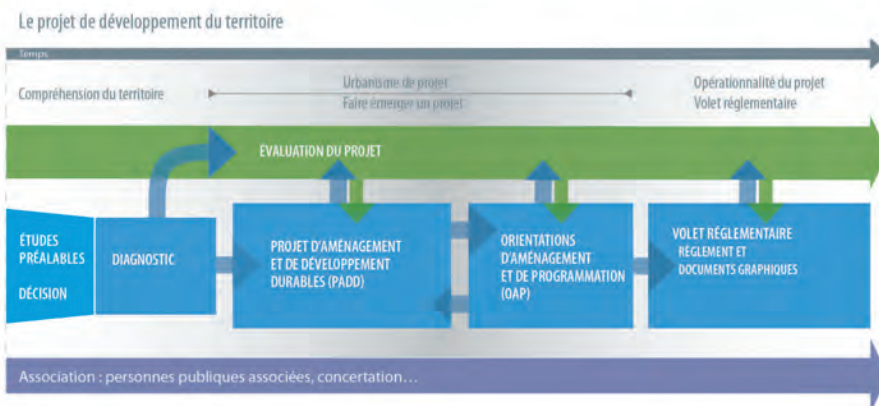 Le projet de développement du territoire
Temps
Compréhension du territoire
Urbanisme de projet
Faire émerger un projet
Opérationnalité du projet
Volet réglementaire
ÉVALUATION DU PROJET
ÉTUDES
PRÉALABLES
DÉCISION
DIAGNOSTIC
PROJET D'AMÉNAGEMENT
ET DE DÉVELOPPEMENT
DURABLES (PADD)
ORIENTATIONS
D'AMÉNAGEMENT
ET DE PROGRAMMATION
(OAP)
VOLET RÉGLEMENTAIRE
RÉGLEMENT ET
DOCUMENTS GRAPHIQUES
Association : personnes publiques associées, concertation…